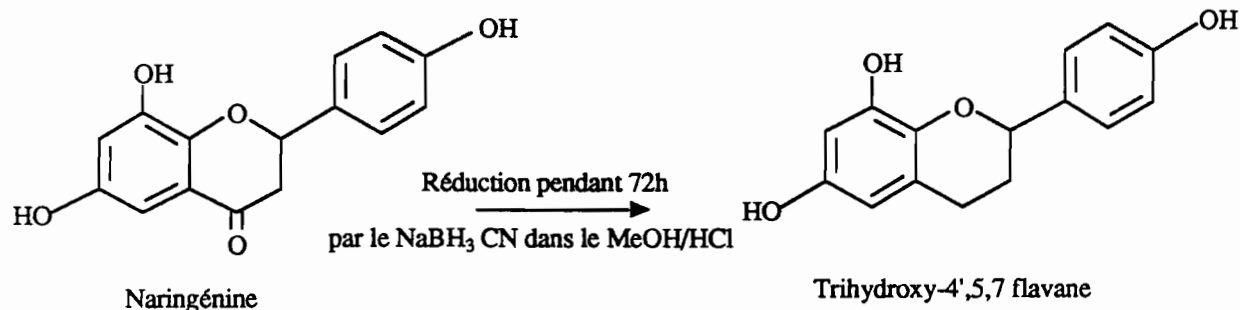 OH
OH
O
HO
O
Naringénine
Réduction pendant 72h
par le NaBH₃ CN dans le MeOH/HCl
OH
OH
O
HO
Trihydroxy-4',5,7 flavane